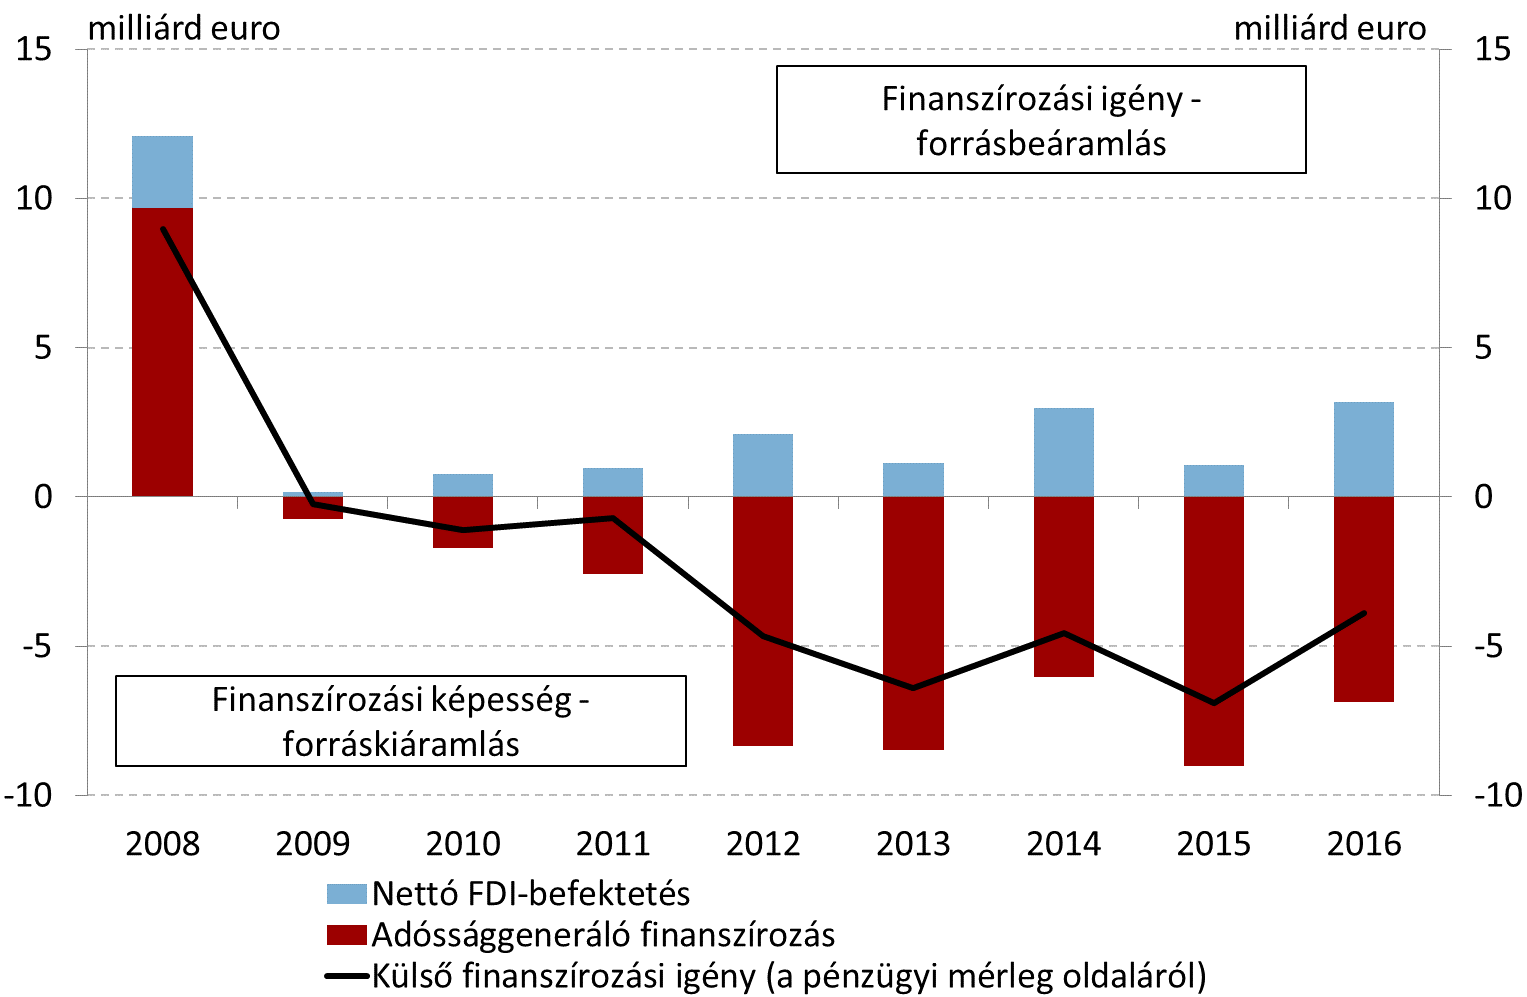 milliárd euro
milliárd euro
15
15
Finanszírozási igény -
forrásbeáramlás
10
10
5
5
0
0
-5
-5
Finanszírozási képesség -
forráskiáramlás
-10
-10
2008 2009 2010 2011 2012 2013 2014 2015 2016
Nettó FDI-befektetés
Adóssággeneráló finanszírozás
Külső finanszírozási igény (a pénzügyi mérleg oldaláról)